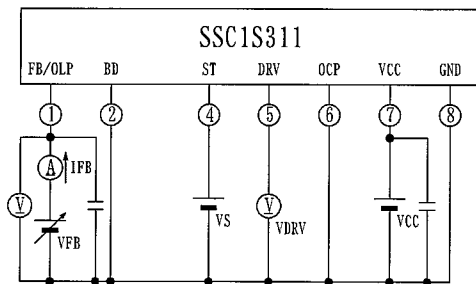 SSC1S311
FB/OLP BD ST DRV OCP VCC GND
1 2 4 5 6 7 8
A IFB
V
V
VS VCC
VFB VDRV